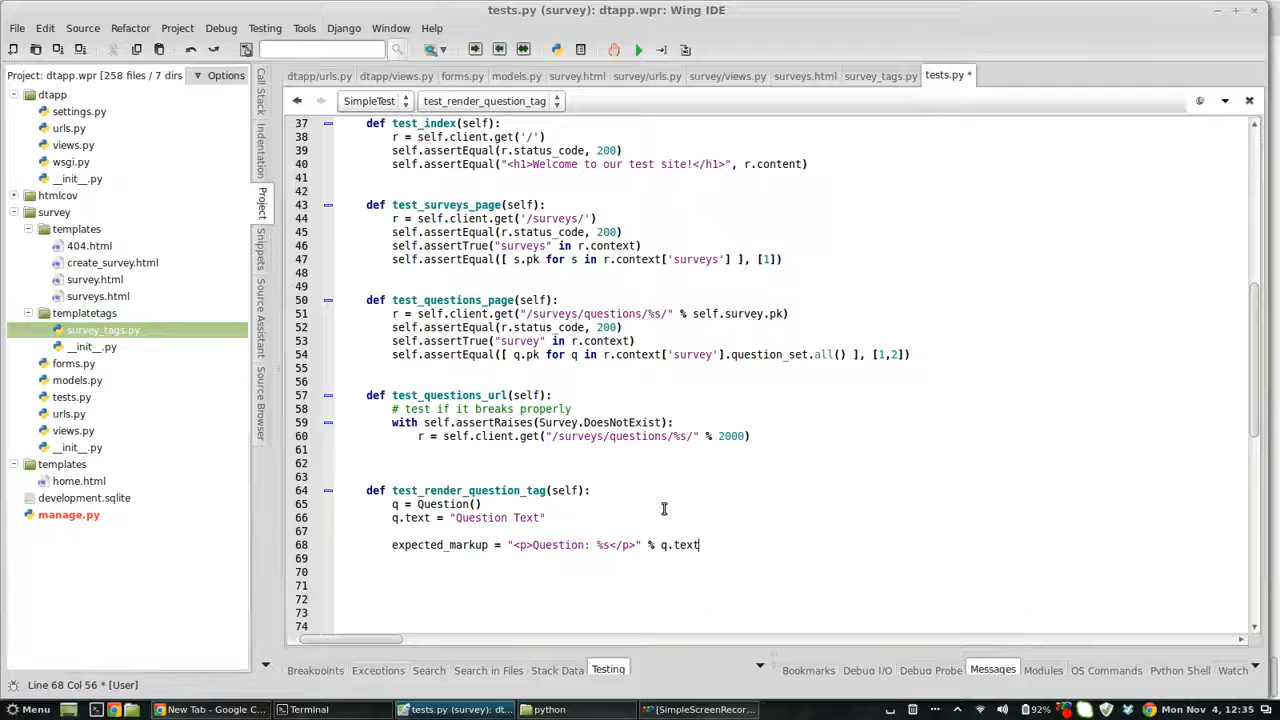 tests.py (survey): dtapp.wpr: Wing IDE
File Edit Source Refactor Project Debug Testing Tools Django Window Help
Project: dtapp.wpr [258 files / 7 dirs Options
dtapp/urls.py dtapp/views.py forms.py models.py survey.html survey/urls.py survey/views.py surveys.html survey_tags.py tests.py *
SimpleTest test_render_question_tag
dtapp
settings.py
urls.py
views.py
wsgi.py
__init__.py
htmlcov
survey
templates
404.html
create_survey.html
survey.html
surveys.html
templatetags
survey_tags.py
__init__.py
forms.py
models.py
tests.py
urls.py
views.py
__init__.py
templates
home.html
development.sqlite
manage.py
Call Stack
Indentation
Project
Snippets
Source Assistant
Source Browser
37 def test_index(self):
38 r = self.client.get('/')
39 self.assertEqual(r.status_code, 200)
40 self.assertEqual("<h1>Welcome to our test site!</h1>", r.content)
41
42
43 def test_surveys_page(self):
44 r = self.client.get('/surveys/')
45 self.assertEqual(r.status_code, 200)
46 self.assertTrue("surveys" in r.context)
47 self.assertEqual([ s.pk for s in r.context['surveys'] ], [1])
48
49
50 def test_questions_page(self):
51 r = self.client.get("/surveys/questions/%s/" % self.survey.pk)
52 self.assertEqual(r.status_code, 200)
53 self.assertTrue("survey" in r.context)
54 self.assertEqual([ q.pk for q in r.context['survey'].question_set.all() ], [1,2])
55
56
57 def test_questions_url(self):
58 # test if it breaks properly
59 with self.assertRaises(Survey.DoesNotExist):
60 r = self.client.get("/surveys/questions/%s/" % 2000)
61
62
63
64 def test_render_question_tag(self):
65 q = Question()
66 q.text = "Question Text"
67
68 expected_markup = "<p>Question: %s</p>" % q.text
69
70
71
72
73
74
Breakpoints Exceptions Search Search in Files Stack Data Testing
Bookmarks Debug I/O Debug Probe Messages Modules OS Commands Python Shell Watch
Line 68 Col 56 * [User]
Menu New Tab - Google C... Terminal tests.py (survey): dt... python [SimpleScreenRecor... 92% Mon Nov 4, 12:35